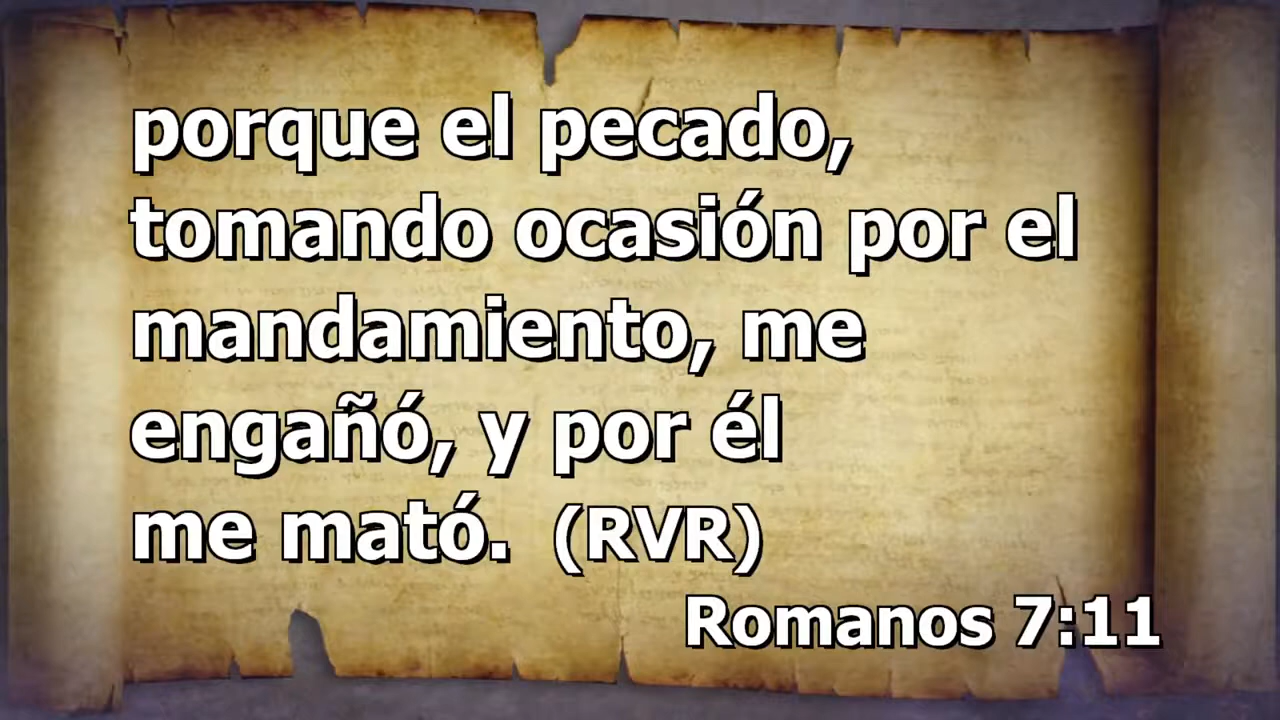 porque el pecado,
tomando ocasión por el
mandamiento, me
engañó, y por él
me mató. (RVR)
Romanos 7:11